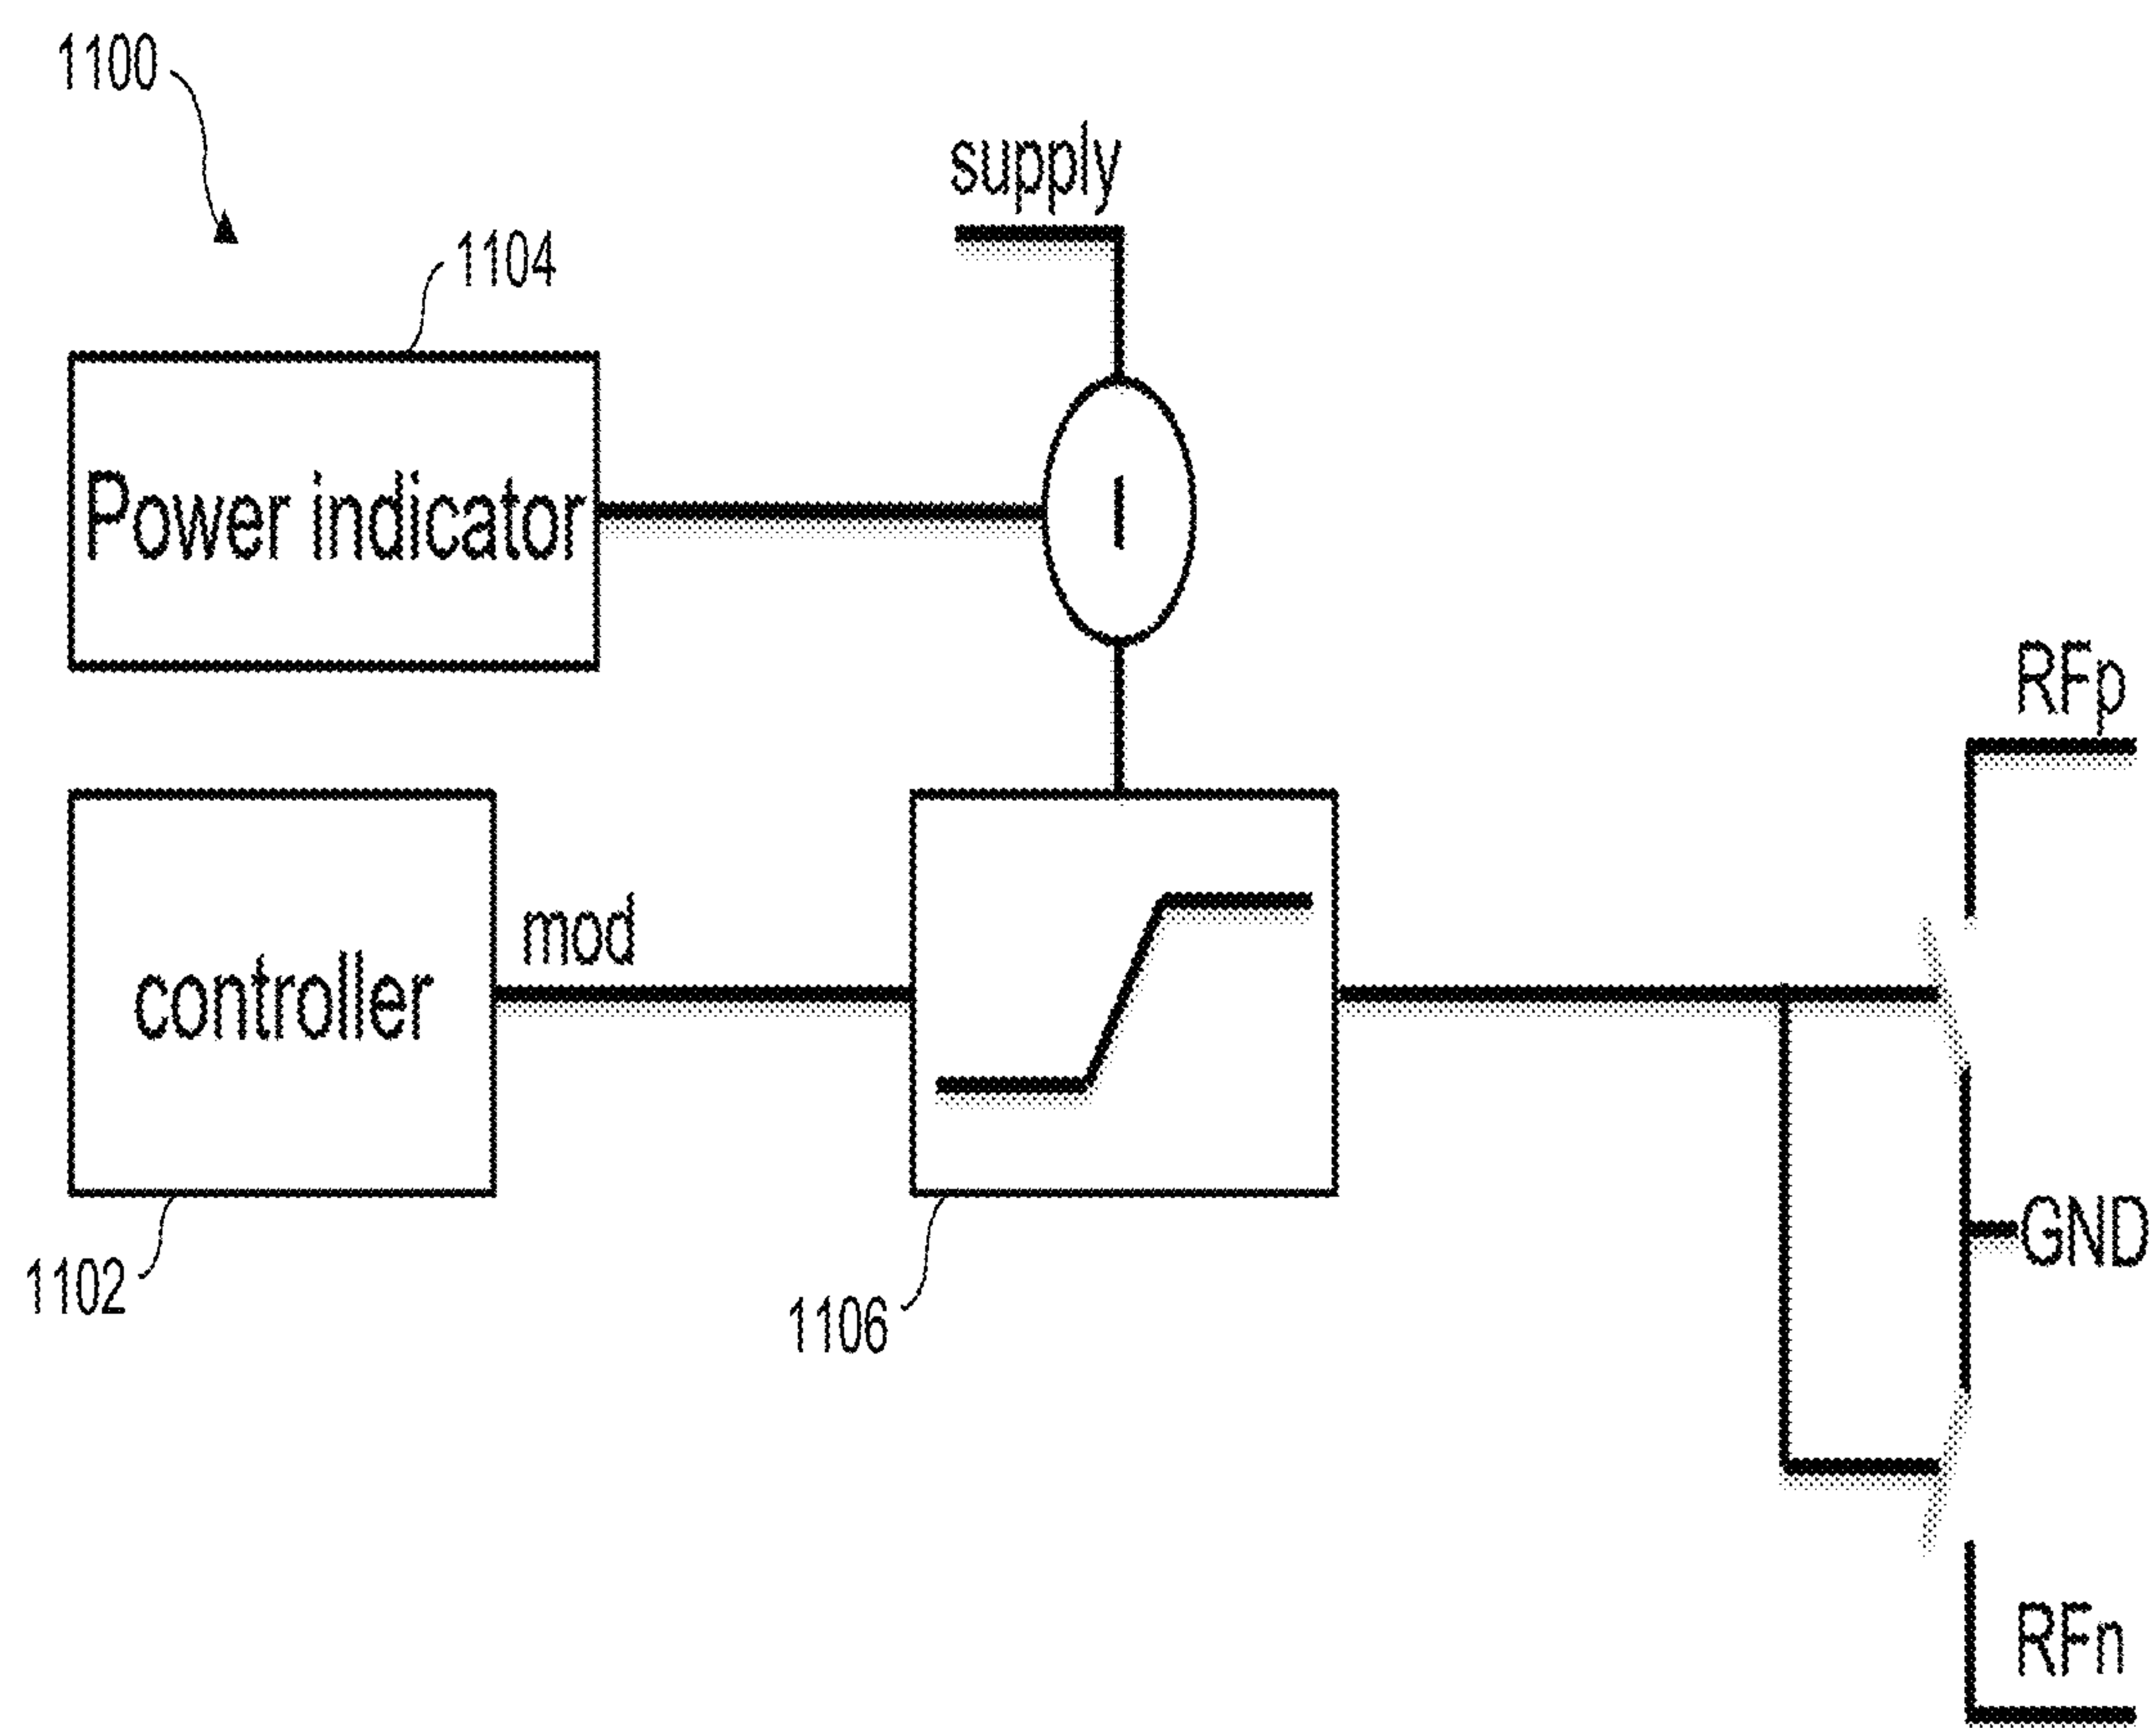 1100
supply
1104
Power indicator
I
RFp
mod
controller
GND
1102
1106
RFn